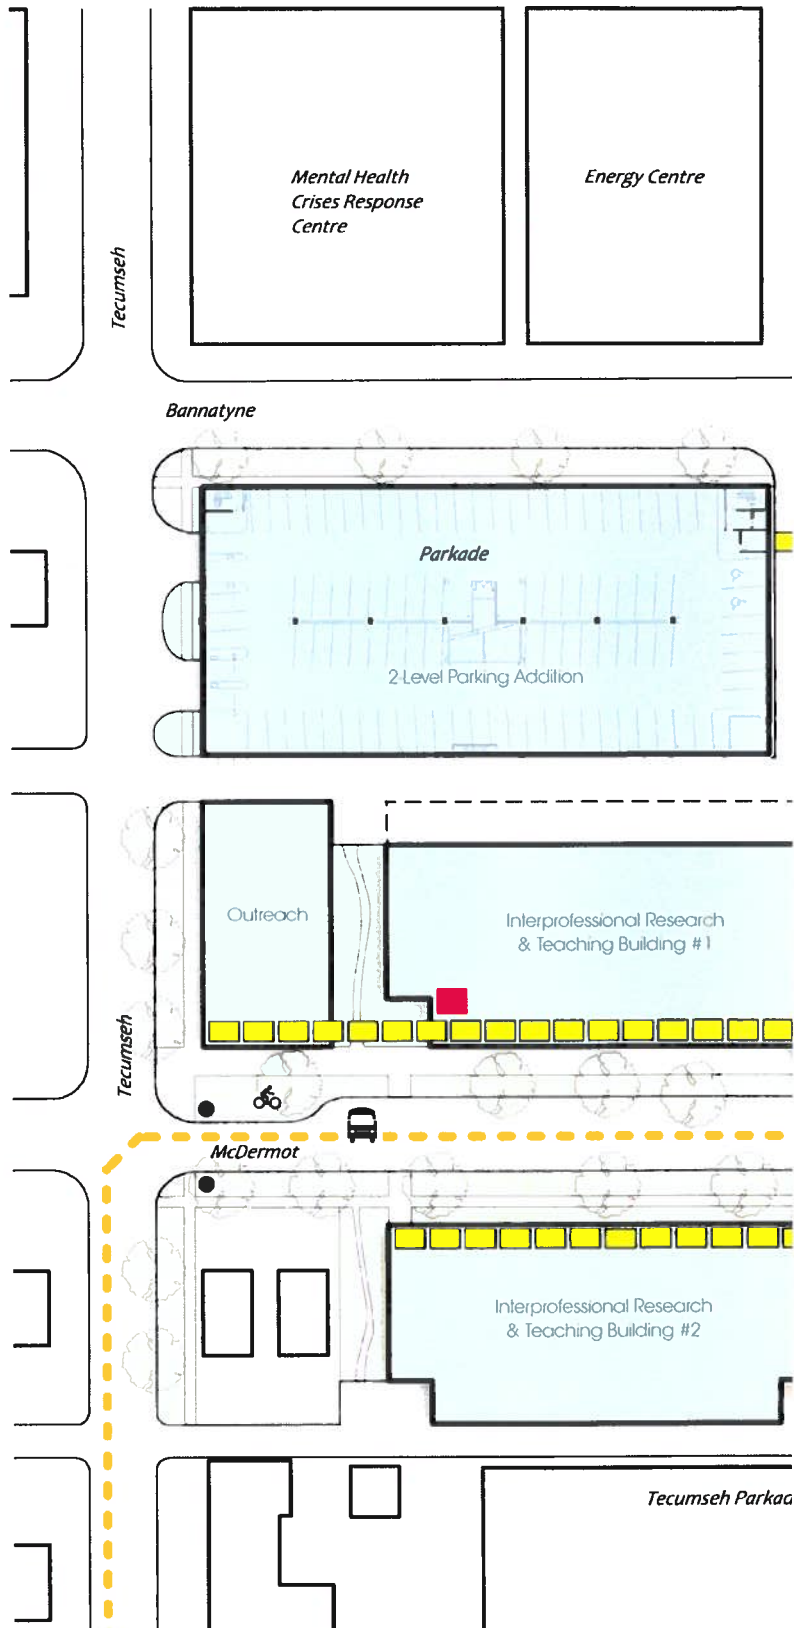 Mental Health
Crises Response
Centre
Energy Centre
Tecumseh
Bannatyne
Parkade
2 Level Parking Addition
Outreach
Interprofessional Research
& Teaching Building #1
Tecumseh
McDermot
Interprofessional Research
& Teaching Building #2
Tecumseh Parkad